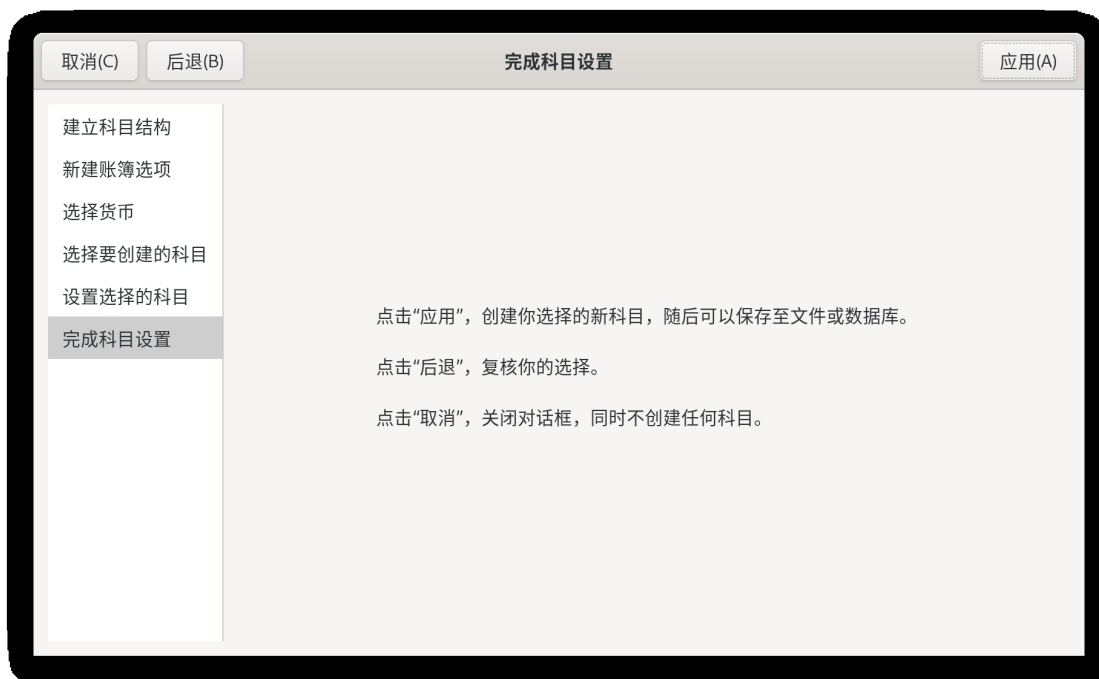 取消(C) 后退(B) 完成科目设置 应用(A)
建立科目结构
新建账簿选项
选择货币
选择要创建的科目
设置选择的科目
完成科目设置
点击“应用”，创建你选择的新科目，随后可以保存至文件或数据库。
点击“后退”，复核你的选择。
点击“取消”，关闭对话框，同时不创建任何科目。